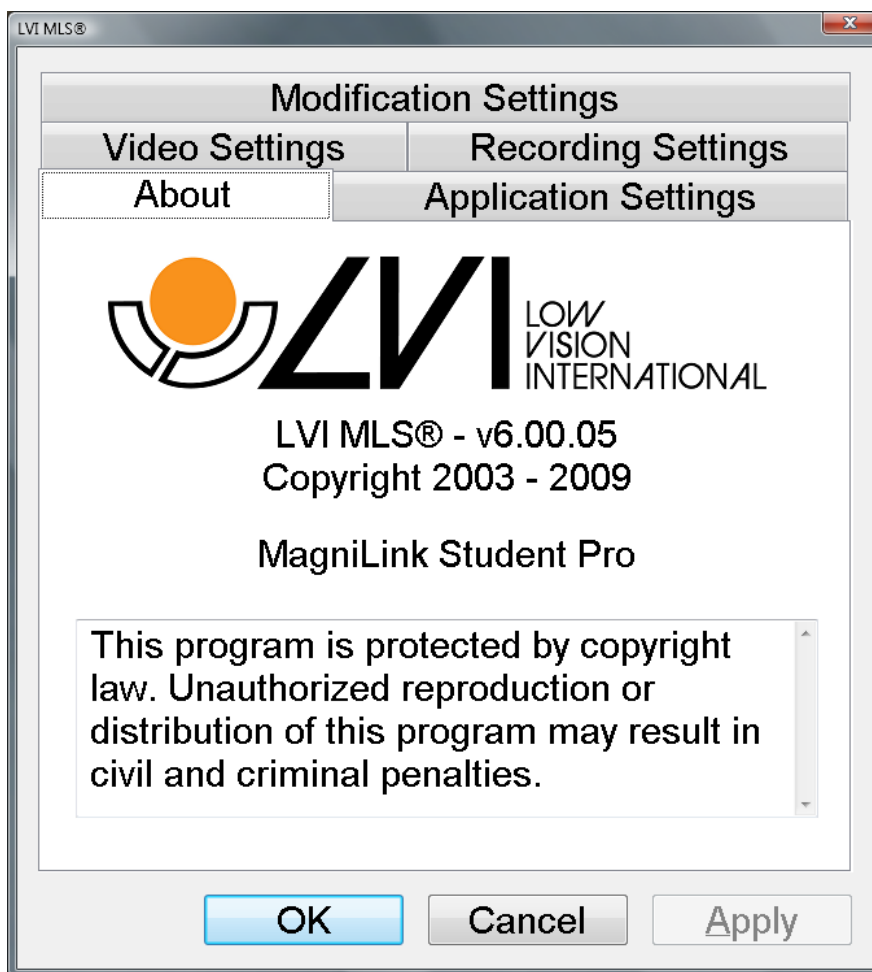 LVI MLS®
Modification Settings
Video Settings
Recording Settings
About
Application Settings
LVI
LOW
VISION
INTERNATIONAL
LVI MLS® - v6.00.05
Copyright 2003 - 2009
MagniLink Student Pro
This program is protected by copyright
law. Unauthorized reproduction or
distribution of this program may result in
civil and criminal penalties.
OK
Cancel
Apply